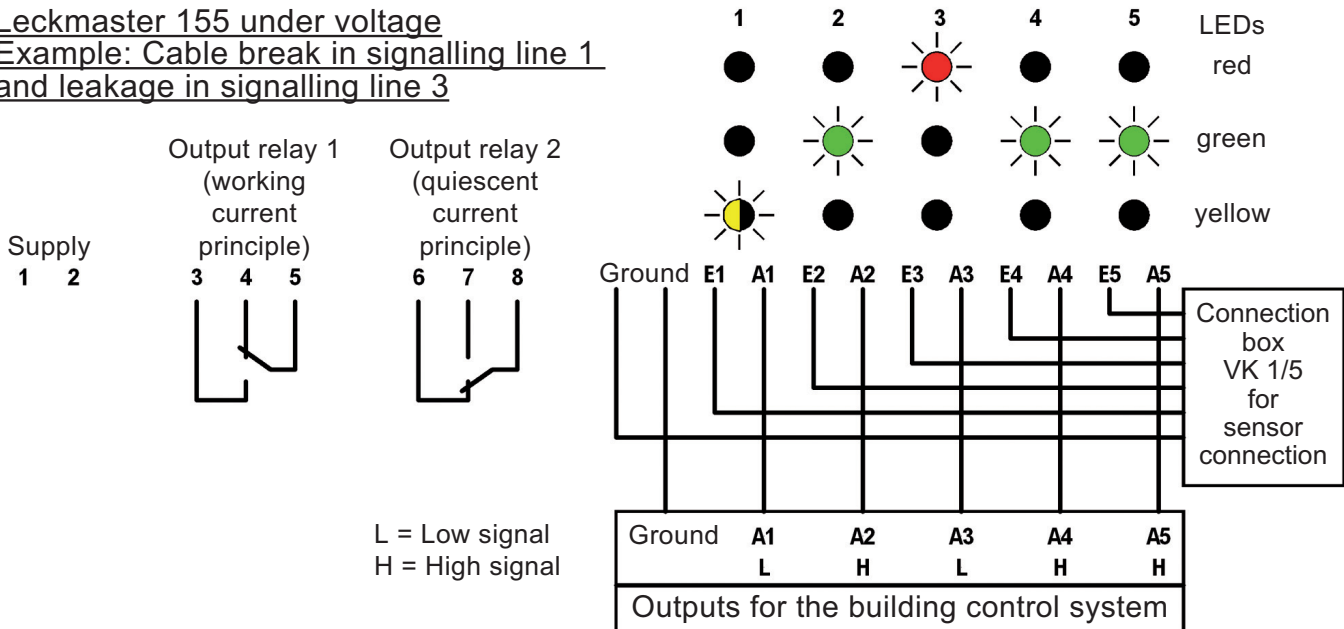 Leckmaster 155 under voltage
Example: Cable break in signalling line 1
and leakage in signalling line 3
1 2 3 4 5 LEDs
red
green
yellow
Output relay 1
(working
current
principle)
Output relay 2
(quiescent
current
principle)
Supply
1 2
3 4 5
6 7 8
Ground E1 A1 E2 A2 E3 A3 E4 A4 E5 A5
Connection
box
VK 1/5
for
sensor
connection
L = Low signal
H = High signal
Ground A1 A2 A3 A4 A5
L H L H H
Outputs for the building control system